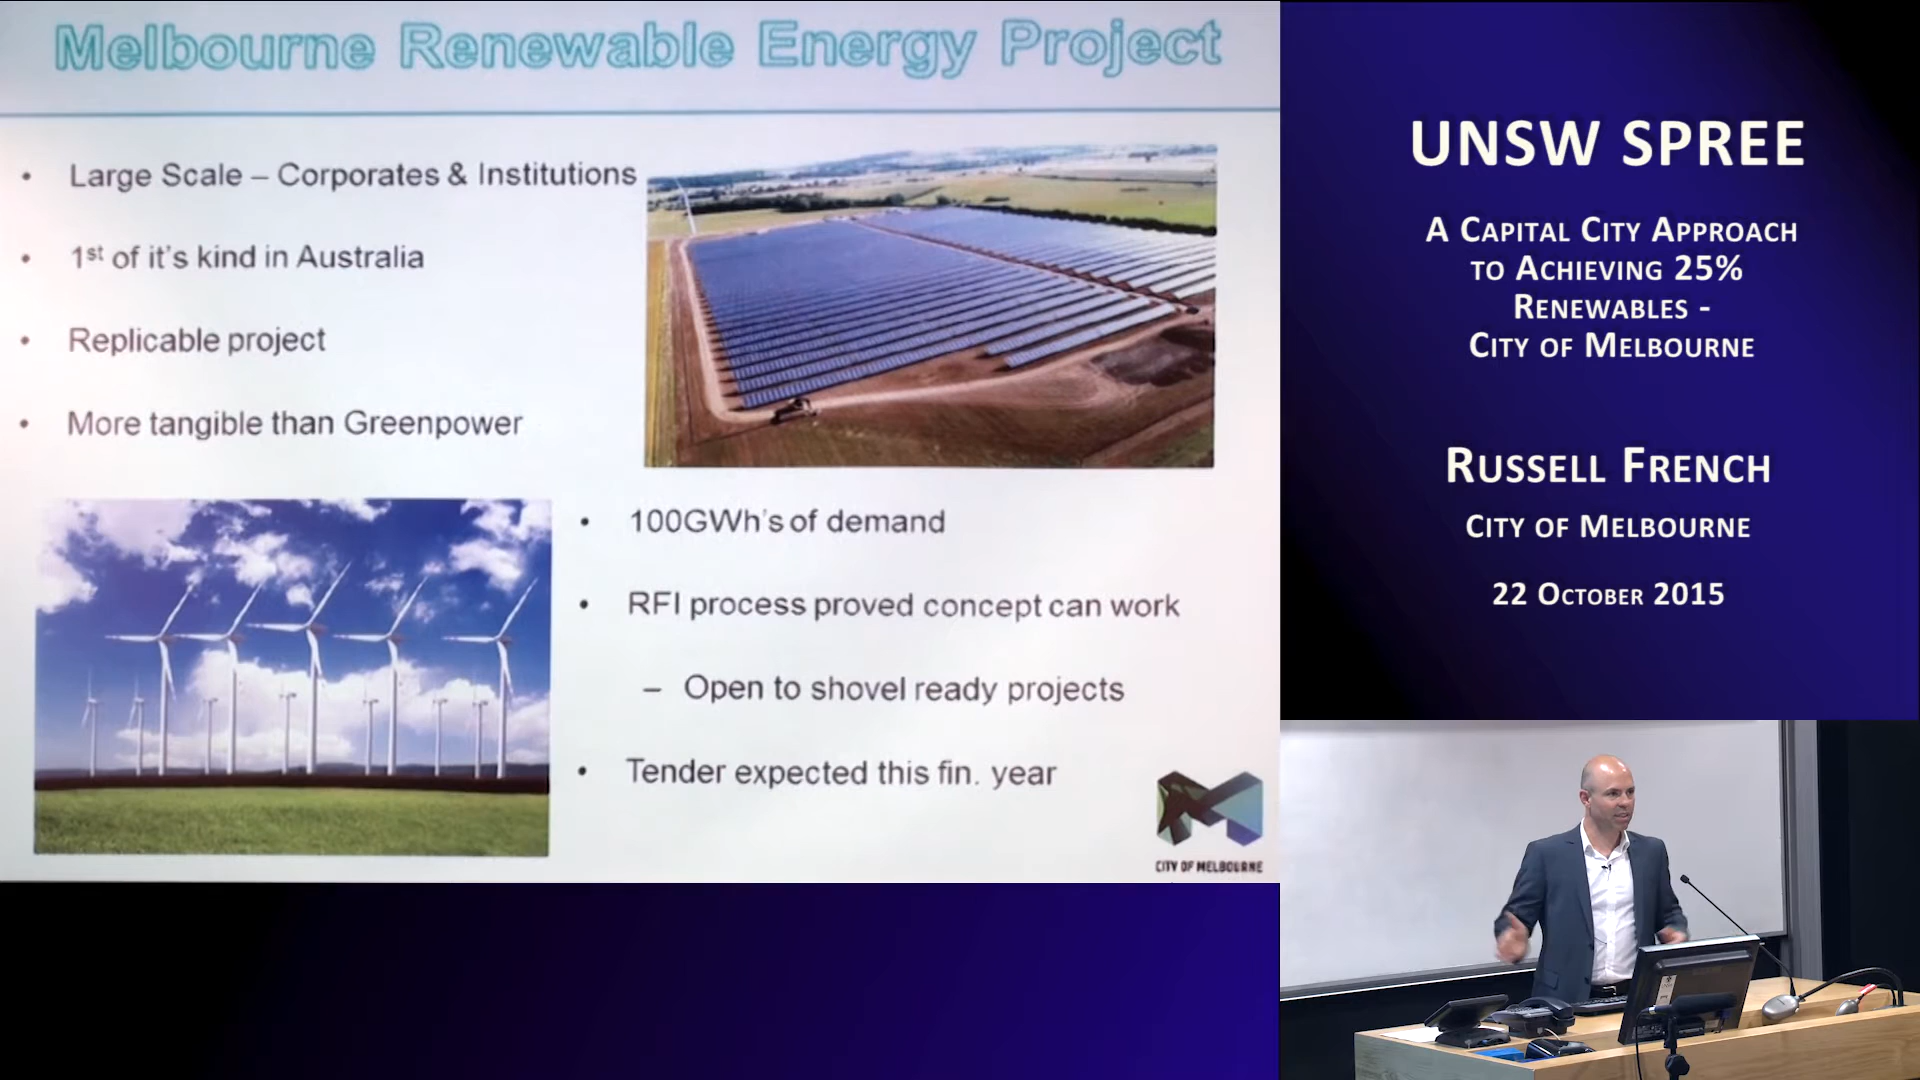 Melbourne Renewable Energy Project
• Large Scale – Corporates & Institutions
• 1st of it's kind in Australia
• Replicable project
• More tangible than Greenpower
• 100GWh's of demand
• RFI process proved concept can work
– Open to shovel ready projects
• Tender expected this fin. year
CITY OF MELBOURNE
UNSW SPREE
A CAPITAL CITY APPROACH
TO ACHIEVING 25%
RENEWABLES -
CITY OF MELBOURNE
RUSSELL FRENCH
CITY OF MELBOURNE
22 OCTOBER 2015